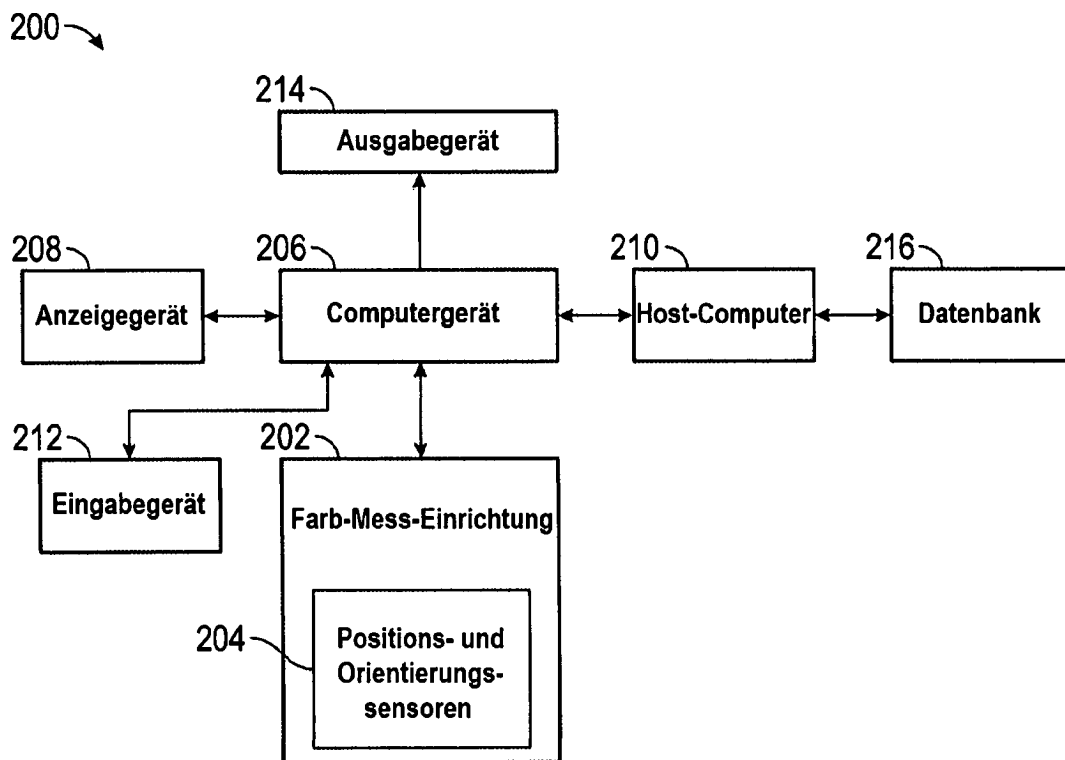 200
214
Ausgabegerät
208
206
210
216
Anzeigegerät
Computergerät
Host-Computer
Datenbank
212
202
Eingabegerät
Farb-Mess-Einrichtung
204
Positions- und
Orientierungs-
sensoren